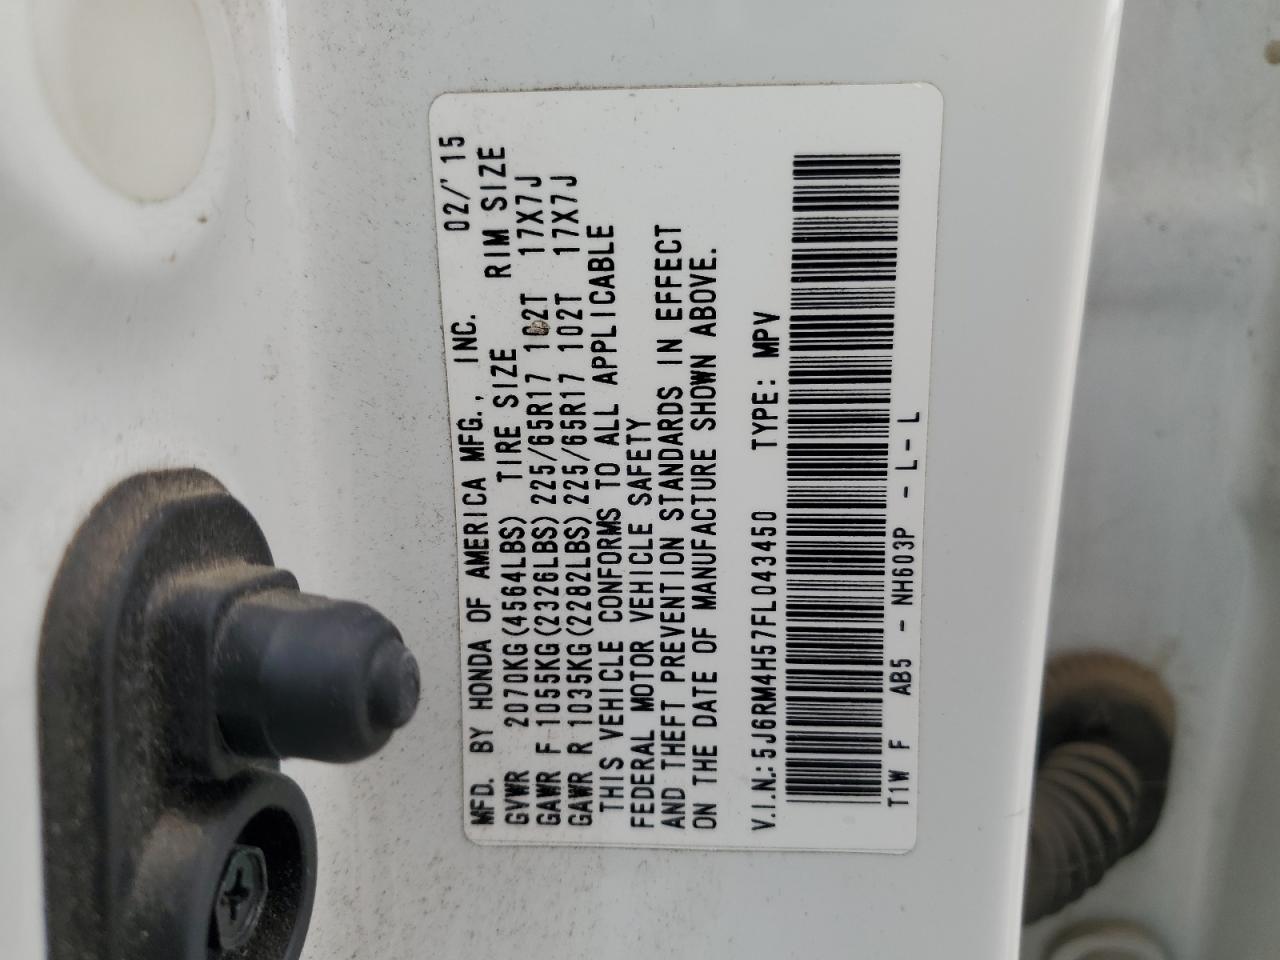 MFD. BY HONDA OF AMERICA MFG., INC. 02/'15
GVWR 2070KG(4564LBS) TIRE SIZE RIM SIZE
GAWR F 1055KG(2326LBS) 225/65R17 102T 17X7J
GAWR R 1035KG(2282LBS) 225/65R17 102T 17X7J
THIS VEHICLE CONFORMS TO ALL APPLICABLE
FEDERAL MOTOR VEHICLE SAFETY
AND THEFT PREVENTION STANDARDS IN EFFECT
ON THE DATE OF MANUFACTURE SHOWN ABOVE.
V.I.N.: 5J6RM4H57FL043450 TYPE: MPV
T1W F AB5 - NH603P - L - L